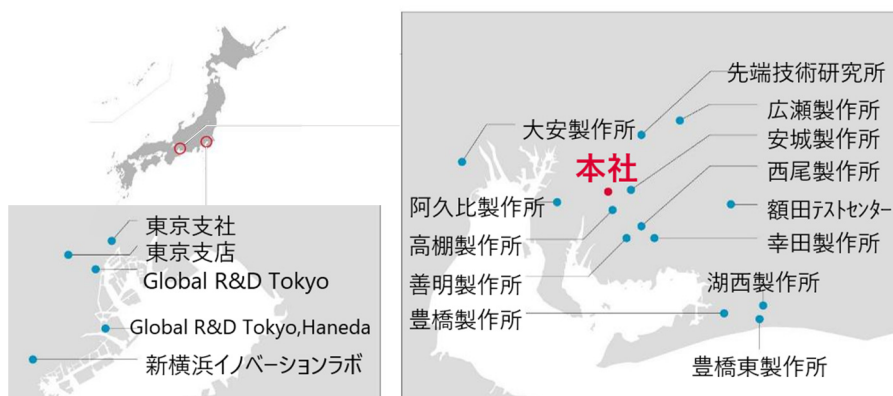 東京支社
東京支店
Global R&D Tokyo
Global R&D Tokyo,Haneda
新横浜イノベーションラボ
先端技術研究所
広瀬製作所
大安製作所
安城製作所
本社
西尾製作所
阿久比製作所
額田テストセンター
高棚製作所
幸田製作所
善明製作所
湖西製作所
豊橋製作所
豊橋東製作所